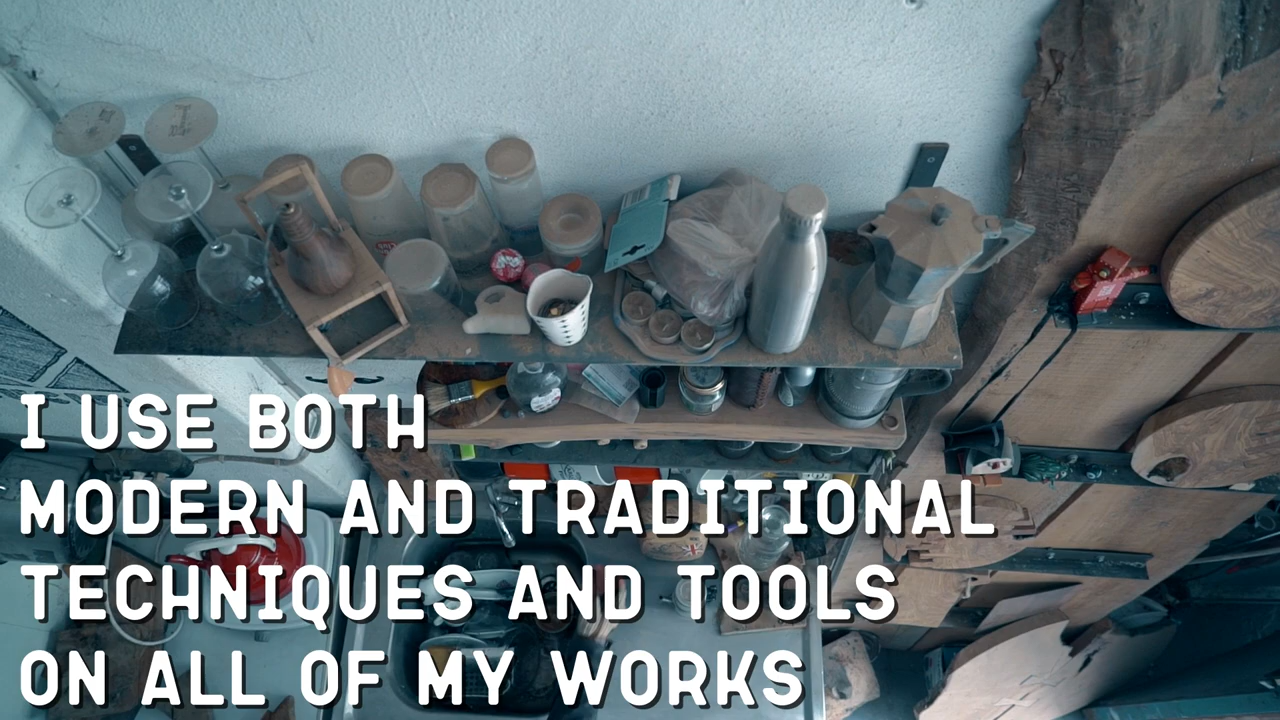 I USE BOTH
MODERN AND TRADITIONAL
TECHNIQUES AND TOOLS
ON ALL OF MY WORKS